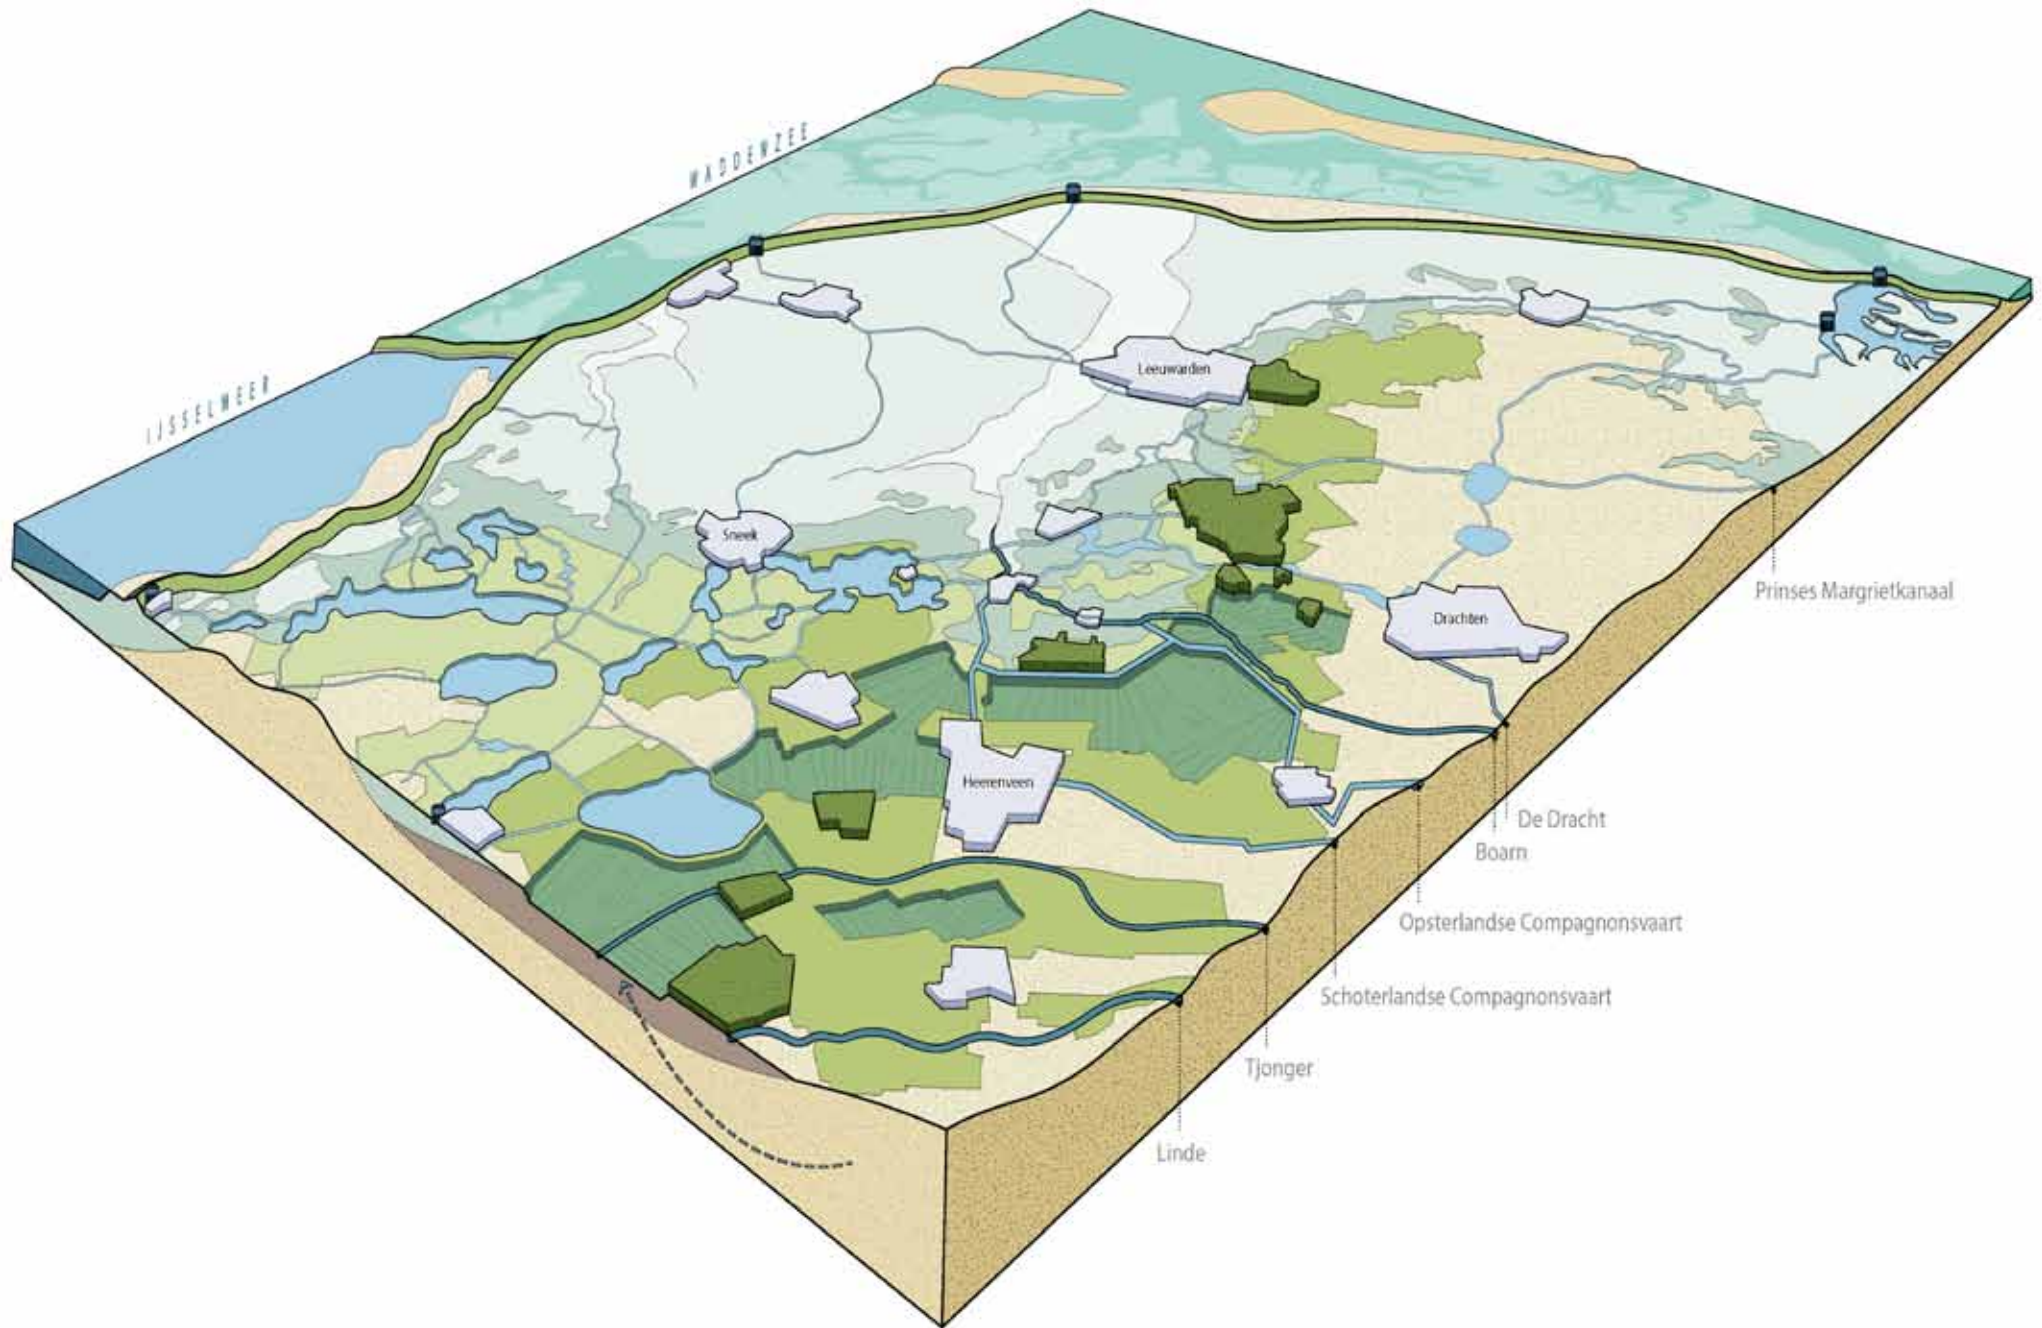 WADDENZEE
IJSSELMEER
Leeuwarden
Sneek
Drachten
Prinses Margrietkanaal
Heerenveen
De Dracht
Boarn
Opsterlandse Compagnonsvaart
Schoterlandse Compagnonsvaart
Tjonger
Linde